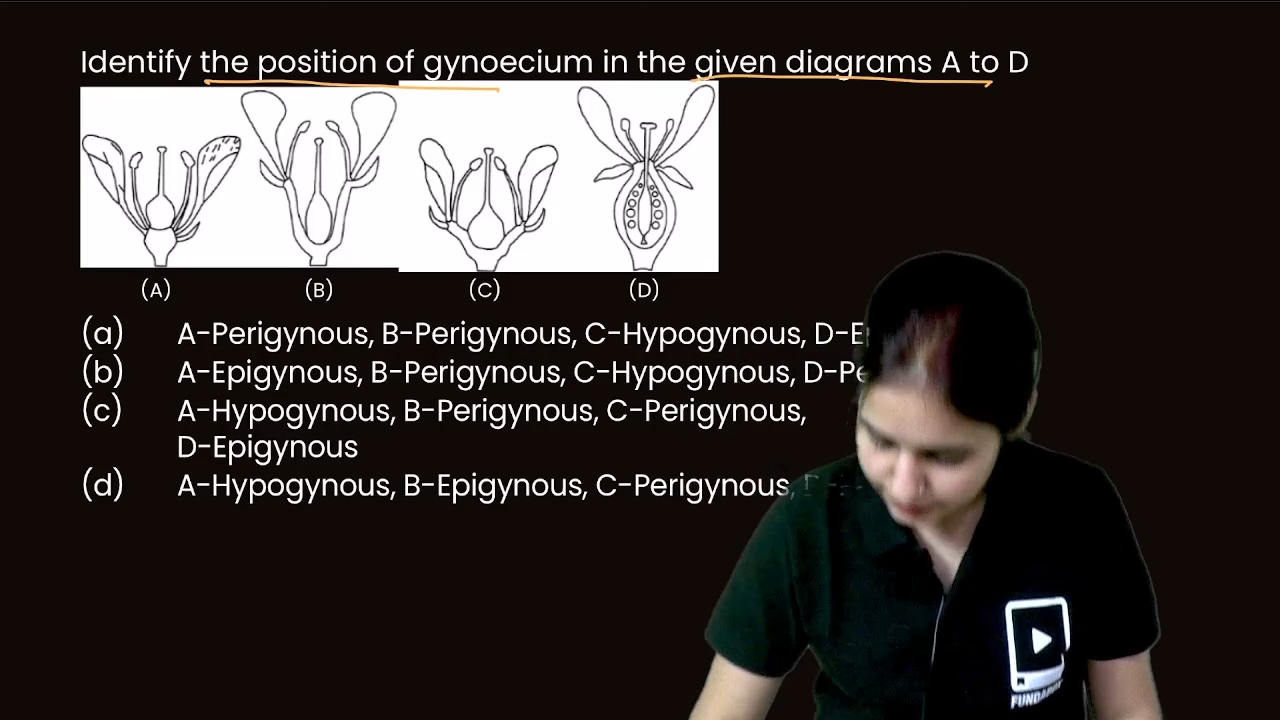 Identify the position of gynoecium in the given diagrams A to D
(A) (B) (C) (D)
(a) A-Perigynous, B-Perigynous, C-Hypogynous,
(b) A-Epigynous, B-Perigynous, C-Hypogynous,
(c) A-Hypogynous, B-Perigynous, C-Perigynous,
D-Epigynous
(d) A-Hypogynous, B-Epigynous, C-Perigynous,